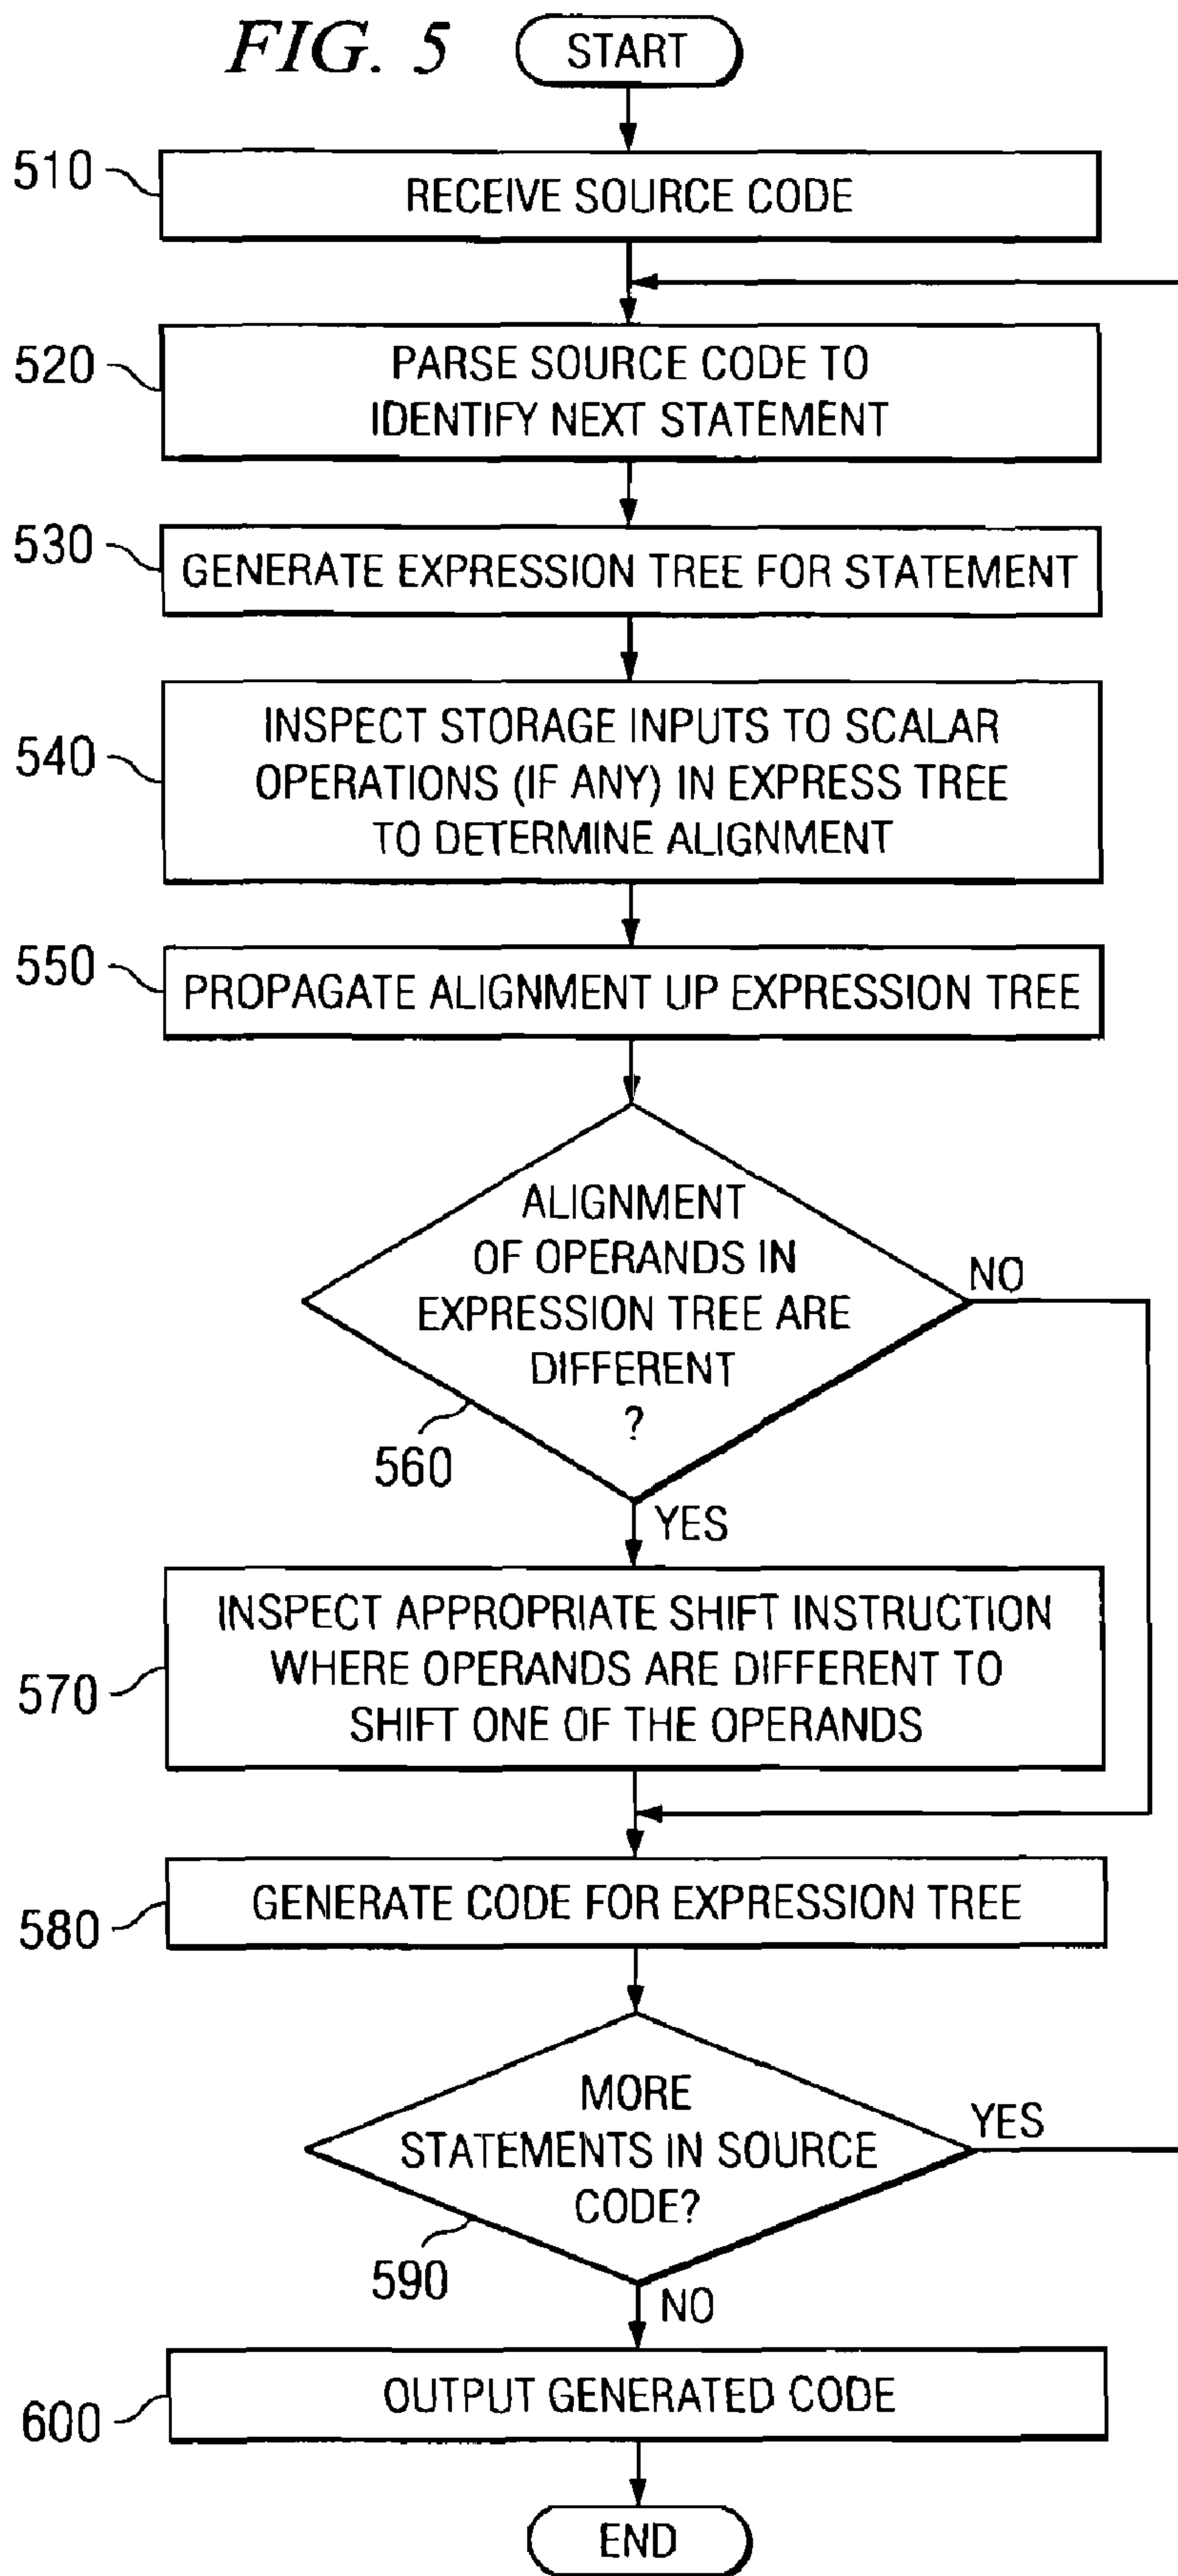 FIG. 5
START
510
RECEIVE SOURCE CODE
520
PARSE SOURCE CODE TO
IDENTIFY NEXT STATEMENT
530
GENERATE EXPRESSION TREE FOR STATEMENT
540
INSPECT STORAGE INPUTS TO SCALAR
OPERATIONS (IF ANY) IN EXPRESS TREE
TO DETERMINE ALIGNMENT
550
PROPAGATE ALIGNMENT UP EXPRESSION TREE
ALIGNMENT
OF OPERANDS IN
EXPRESSION TREE ARE
DIFFERENT
?
NO
560
YES
570
INSPECT APPROPRIATE SHIFT INSTRUCTION
WHERE OPERANDS ARE DIFFERENT TO
SHIFT ONE OF THE OPERANDS
580
GENERATE CODE FOR EXPRESSION TREE
MORE
STATEMENTS IN SOURCE
CODE?
YES
590
NO
600
OUTPUT GENERATED CODE
END